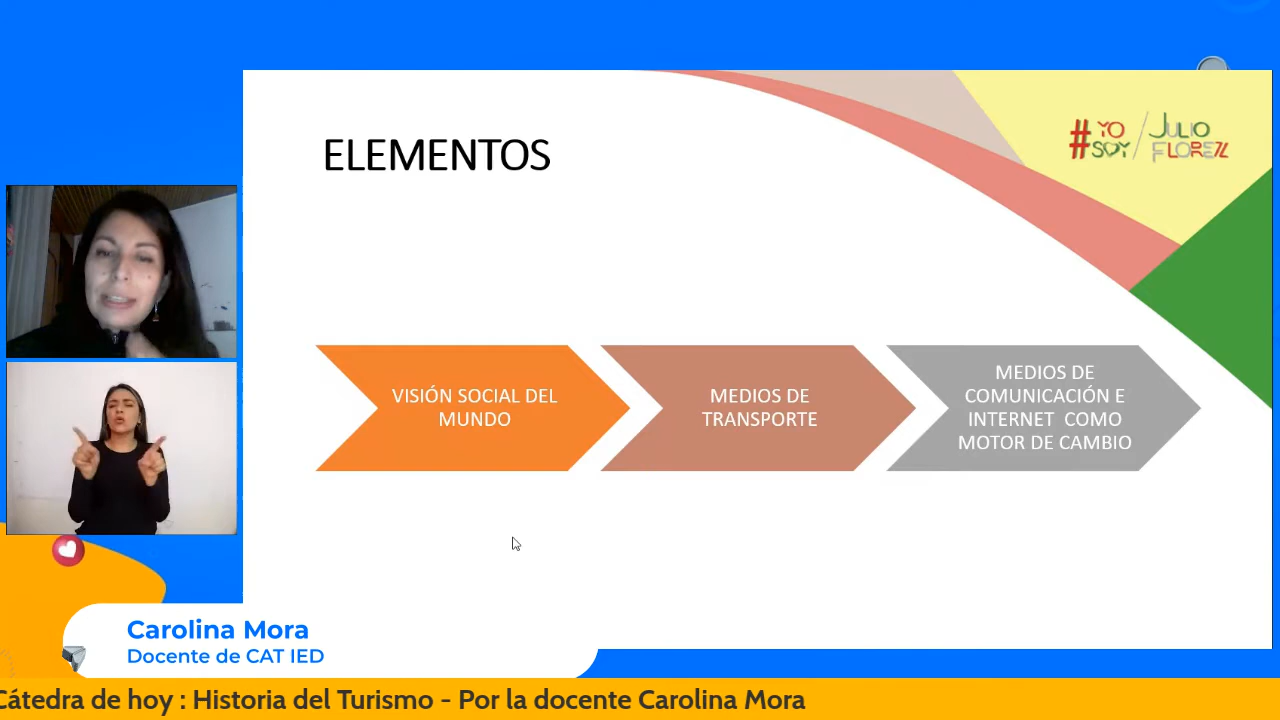 ELEMENTOS
# YO SOY / JULIO FLOREZ
VISIÓN SOCIAL DEL
MUNDO
MEDIOS DE
TRANSPORTE
MEDIOS DE
COMUNICACIÓN E
INTERNET COMO
MOTOR DE CAMBIO
Carolina Mora
Docente de CAT IED
Cátedra de hoy : Historia del Turismo - Por la docente Carolina Mora